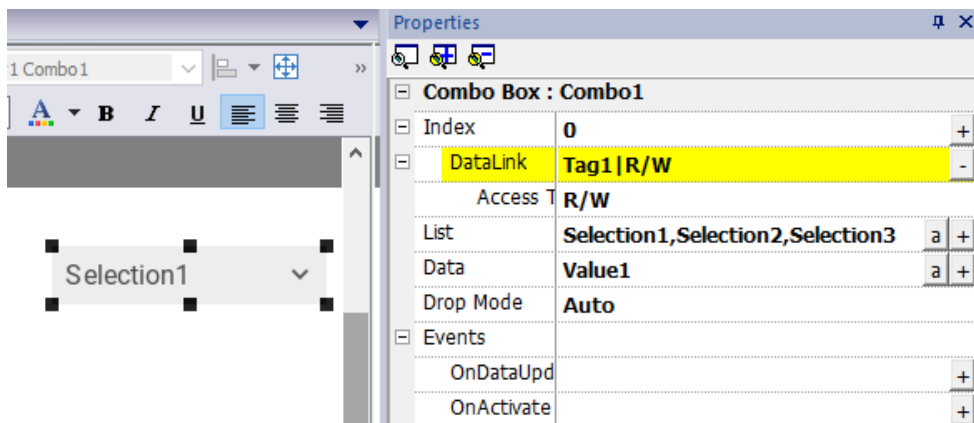 Properties
1 Combo1
A B I U
Combo Box : Combo1
Index 0 +
DataLink Tag1|R/W -
Access T R/W
List Selection1,Selection2,Selection3 a +
Data Value1 a +
Drop Mode Auto
Events
OnDataUpd +
OnActivate +
Selection1